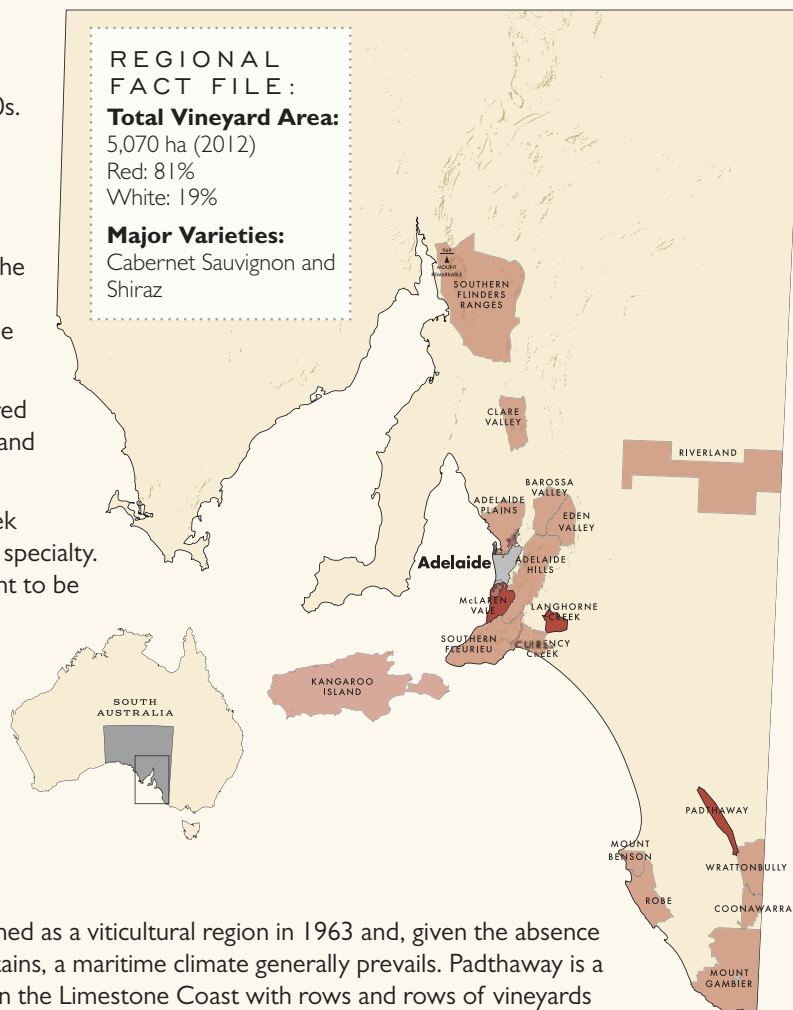 0s.
he
e
red
and
ek
specialty.
nt to be
REGIONAL
FACT FILE:
Total Vineyard Area:
5,070 ha (2012)
Red: 81%
White: 19%
Major Varieties:
Cabernet Sauvignon and
Shiraz
MOUNT
REMARKABLE
SOUTHERN
FLINDERS
RANGES
CLARE
VALLEY
RIVERLAND
BAROSSA
VALLEY
ADELAIDE
PLAINS
EDEN
VALLEY
Adelaide
ADELAIDE
HILLS
McLAREN
VALE
LANGHORNE
CREEK
SOUTHERN
FLEURIEU
CREEK
KANGAROO
ISLAND
SOUTH
AUSTRALIA
PADTHAWAY
MOUNT
BENSON
WRATTONBULLY
ROBE
COONAWARRA
MOUNT
GAMBIER
ned as a viticultural region in 1963 and, given the absence
tains, a maritime climate generally prevails. Padthaway is a
n the Limestone Coast with rows and rows of vineyards